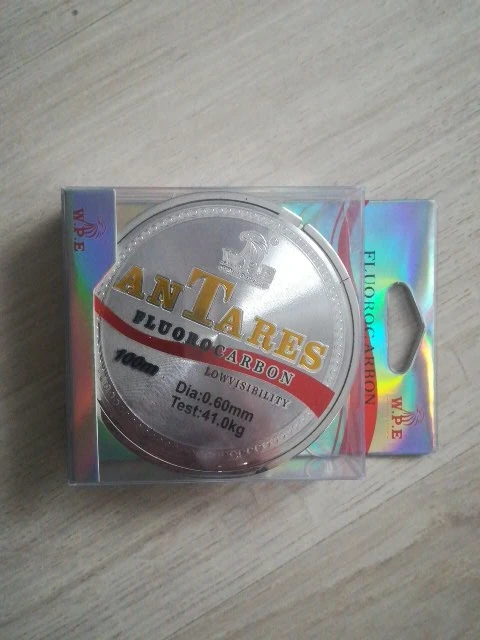 W.P.E
W.P.E
ANTARES
FLUOROCARBON
LOWVISIBILITY
100m
Dia:0.60mm
Test:41.0kg
FLUOROCARBON
W.P.E